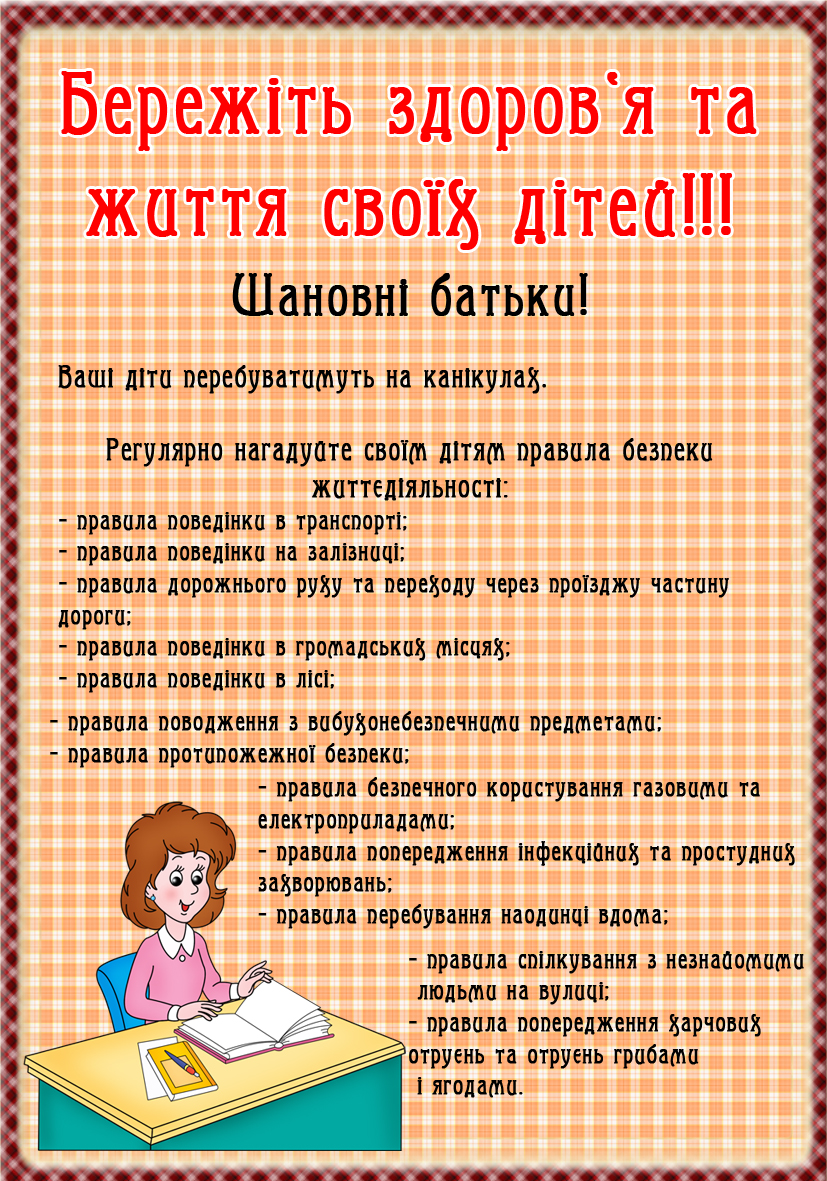 Бережіть здоров‘я та
життя своїх дітей!!!
Шановні батьки!
Ваші діти перебуватимуть на канікулах.
Регулярно нагадуйте своїм дітям правила безпеки
життєдіяльності:
- правила поведінки в транспорті;
- правила поведінки на залізниці;
- правила дорожнього руху та переходу через проїзджу частину
дороги;
- правила поведінки в громадських місцях;
- правила поведінки в лісі;
- правила поводження з вибухонебезпечними предметами;
- правила протипожежної безпеки;
- правила безпечного користування газовими та
електроприладами;
- правила попередження інфекційних та простудних
захворювань;
- правила перебування наодинці вдома;
- правила спілкування з незнайомими
людьми на вулиці;
- правила попередження харчових
отруєнь та отруєнь грибами
і ягодами.